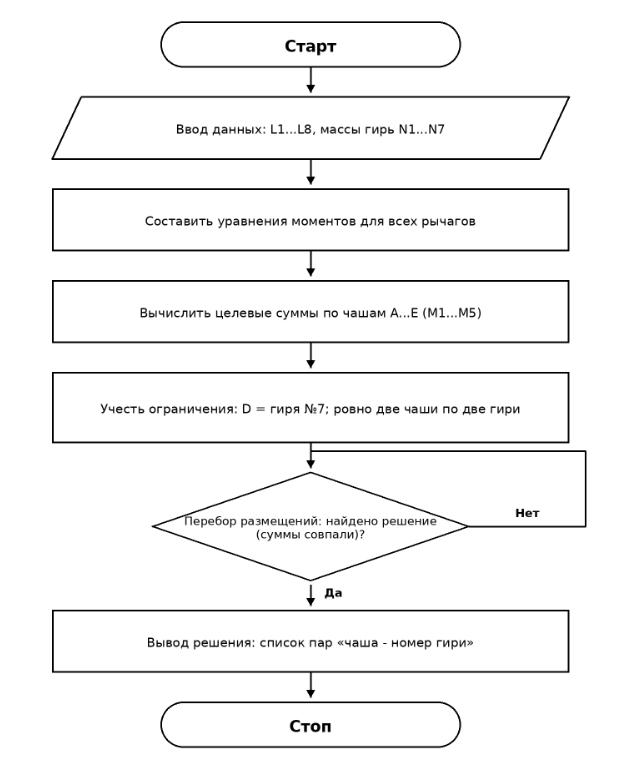 Старт
Ввод данных: L1...L8, массы гирь N1...N7
Составить уравнения моментов для всех рычагов
Вычислить целевые суммы по чашам A...E (M1...M5)
Учесть ограничения: D = гиря №7; ровно две чаши по две гири
Перебор размещений: найдено решение
(суммы совпали)?
Нет
Да
Вывод решения: список пар «чаша - номер гири»
Стоп